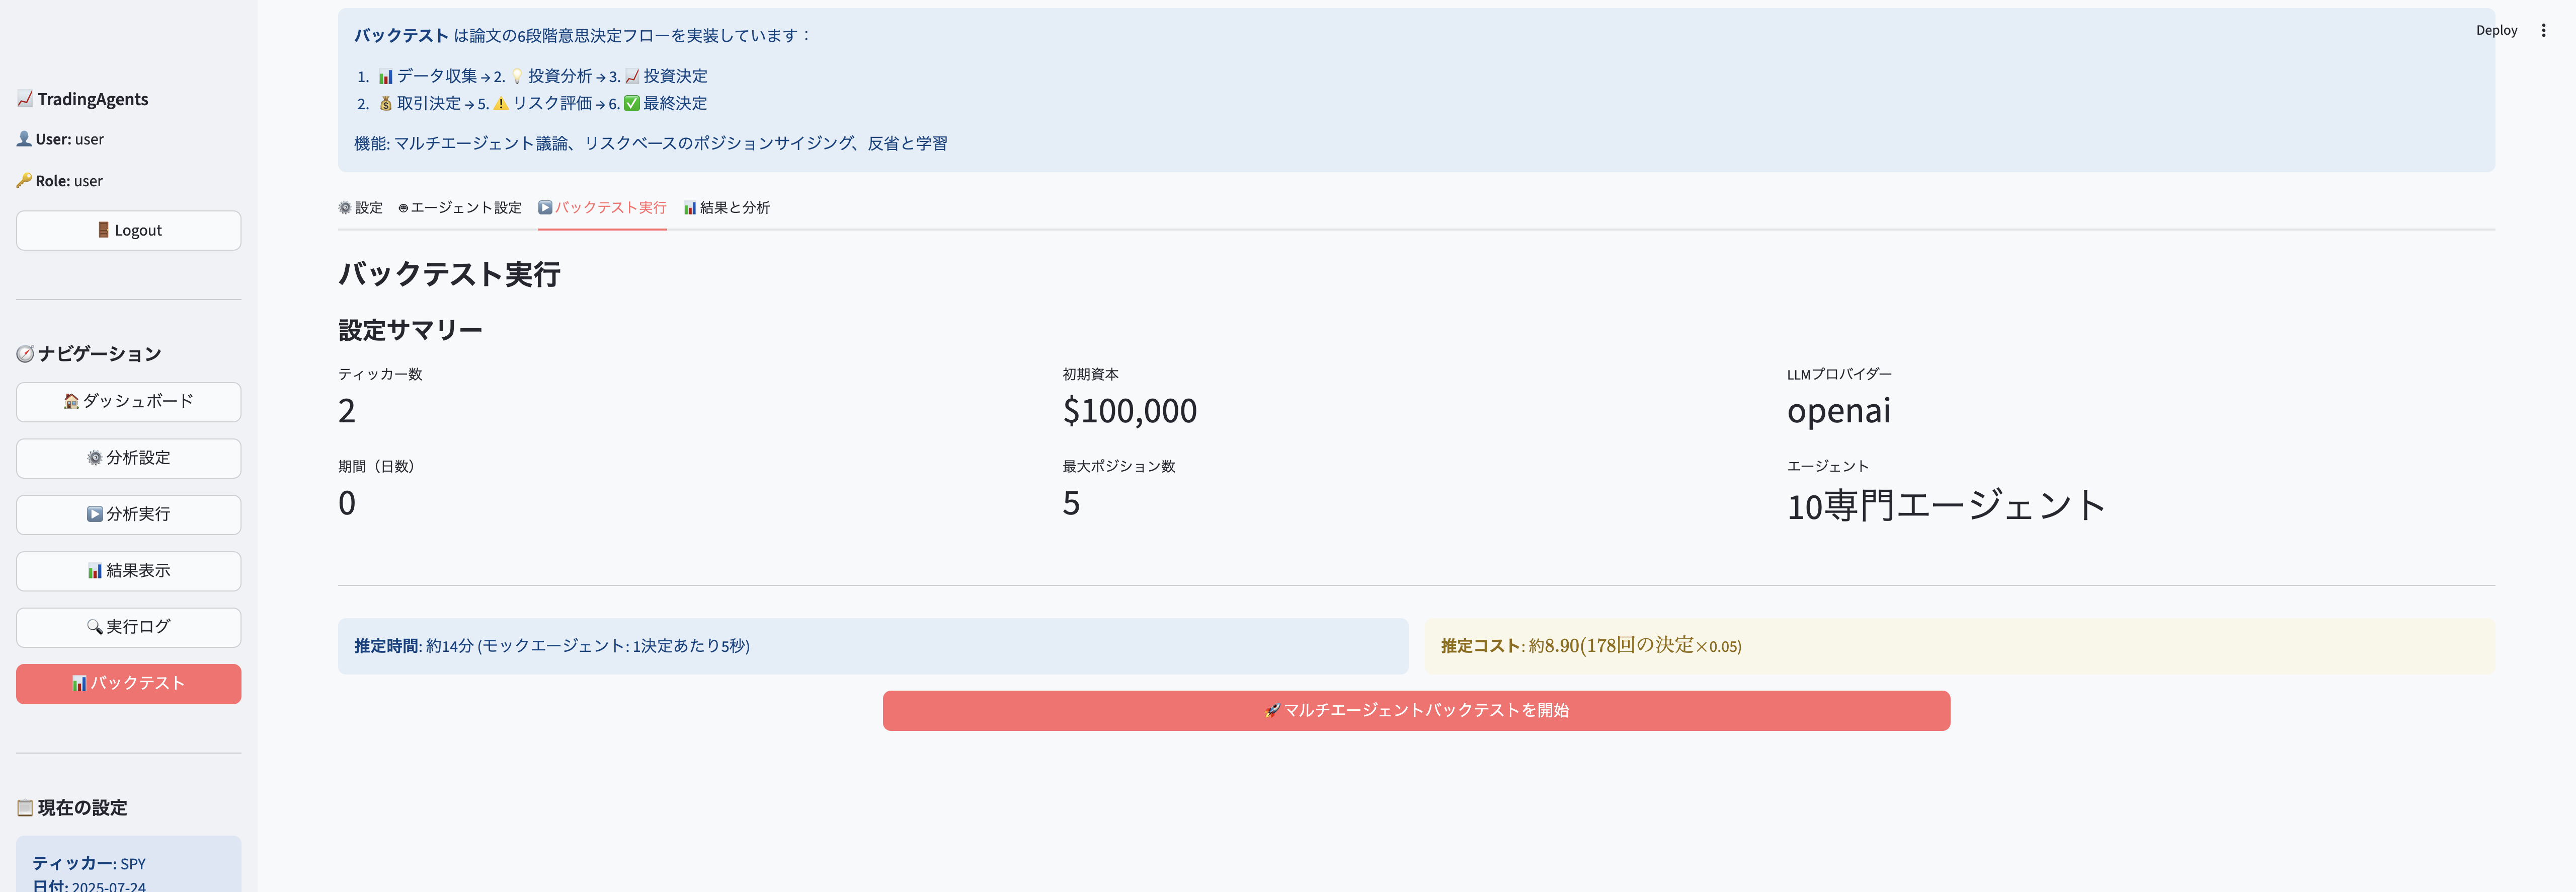 TradingAgents
User: user
Role: user
Logout
ナビゲーション
ダッシュボード
分析設定
分析実行
結果表示
実行ログ
バックテスト
現在の設定
ティッカー: SPY
日付: 2025-07-24
Deploy
バックテスト は論文の6段階意思決定フローを実装しています：
1. 📊 データ収集 → 2. 💡 投資分析 → 3. 📈 投資決定
2. 💰 取引決定 → 5. ⚠️ リスク評価 → 6. ✅ 最終決定
機能: マルチエージェント議論、リスクベースのポジションサイジング、反省と学習
設定 エージェント設定 バックテスト実行 結果と分析
バックテスト実行
設定サマリー
ティッカー数
2
初期資本
$100,000
LLMプロバイダー
openai
期間（日数）
0
最大ポジション数
5
エージェント
10専門エージェント
推定時間: 約14分 (モックエージェント: 1決定あたり5秒)
推定コスト: 約8.90(178回の決定×0.05)
マルチエージェントバックテストを開始